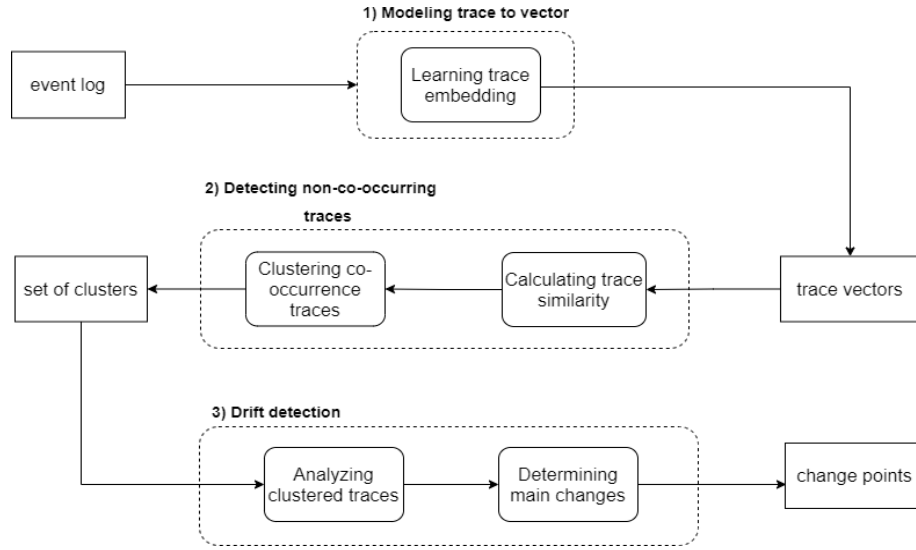 1) Modeling trace to vector
event log
Learning trace
embedding
2) Detecting non-co-occurring
traces
set of clusters
Clustering co-
occurrence
traces
Calculating trace
similarity
trace vectors
3) Drift detection
Analyzing
clustered traces
Determining
main changes
change points